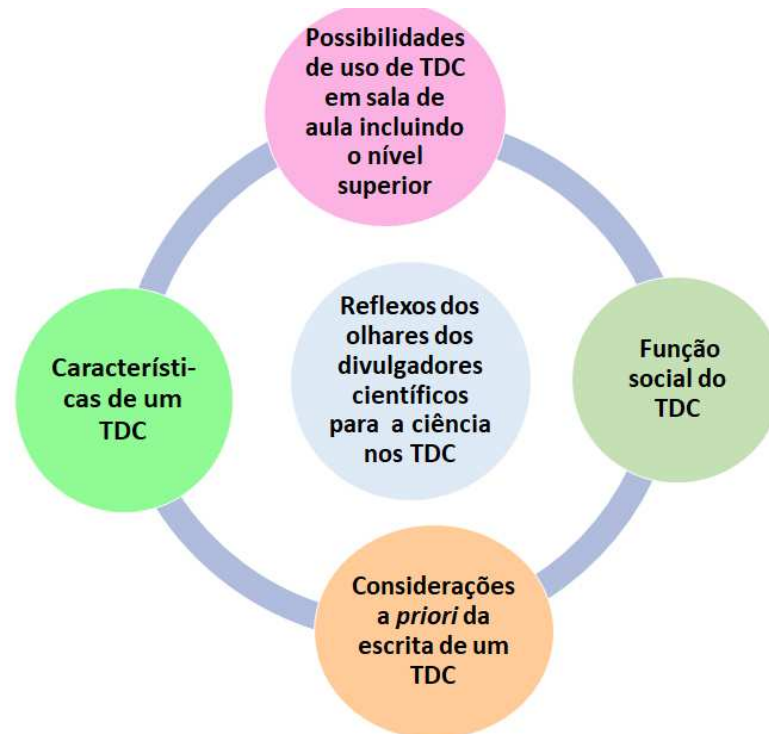 Possibilidades
de uso de TDC
em sala de
aula incluindo
o nível
superior
Reflexos dos
olhares dos
divulgadores
científicos
para a ciência
nos TDC
Função
social do
TDC
Característi-
cas de um
TDC
Considerações
a priori da
escrita de um
TDC